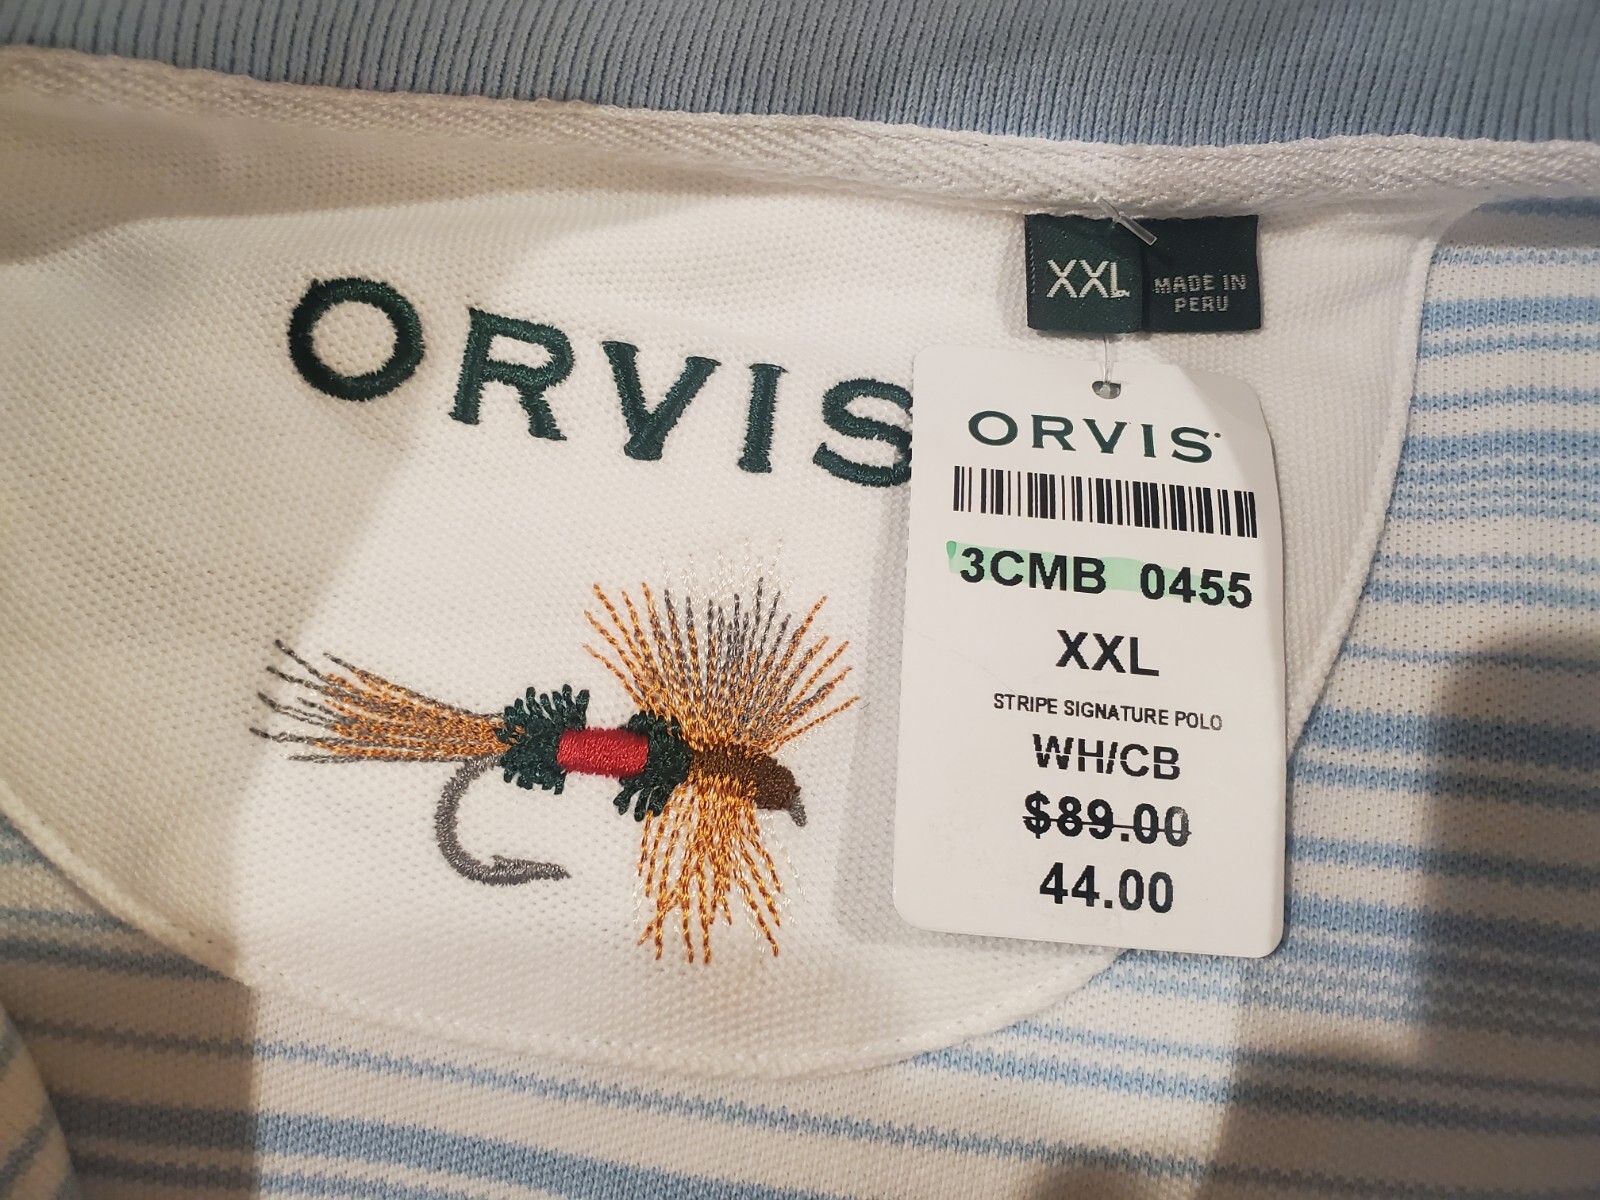 ORVIS
XXL
MADE IN
PERU
ORVIS
3CMB 0455
XXL
STRIPE SIGNATURE POLO
WH/CB
$89.00
44.00